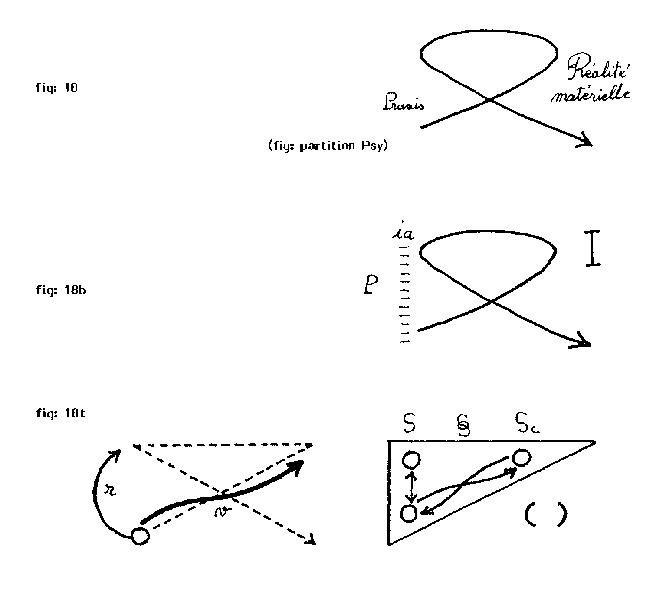 fig: 18
Praxis
Réalité
matérielle
(fig: partition Psy)
ia
P
I
fig: 18b
fig: 18t
r
v
S § Sc
( )